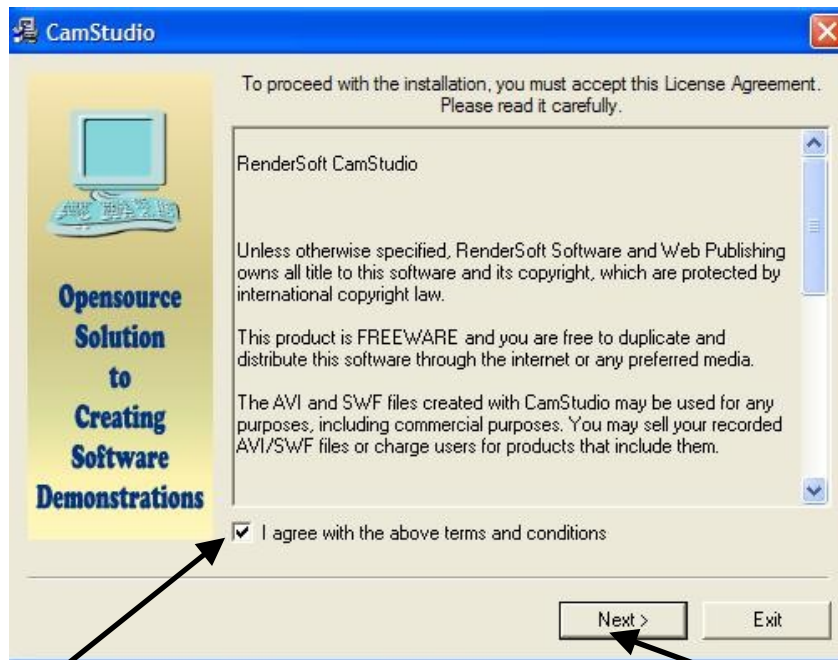 CamStudio
To proceed with the installation, you must accept this License Agreement.
Please read it carefully.
Opensource
Solution
to
Creating
Software
Demonstrations
RenderSoft CamStudio
Unless otherwise specified, RenderSoft Software and Web Publishing
owns all title to this software and its copyright, which are protected by
international copyright law.
This product is FREEWARE and you are free to duplicate and
distribute this software through the internet or any preferred media.
The AVI and SWF files created with CamStudio may be used for any
purposes, including commercial purposes. You may sell your recorded
AVI/SWF files or charge users for products that include them.
I agree with the above terms and conditions
Next >
Exit